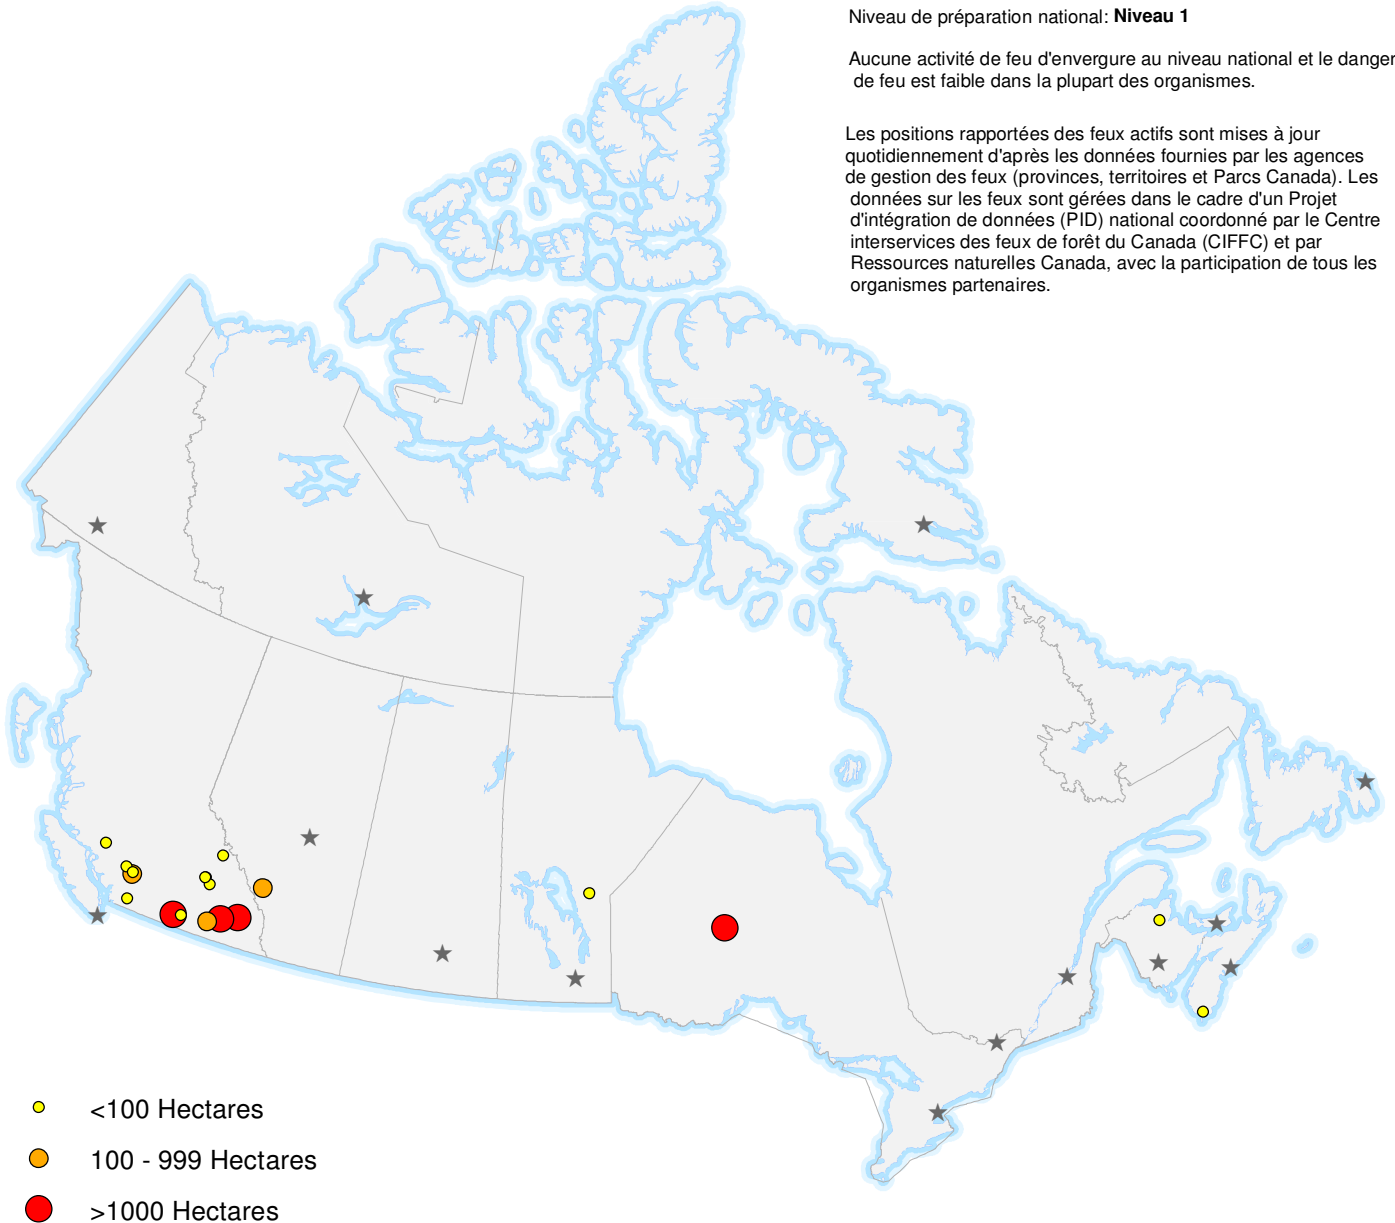 Niveau de préparation national: Niveau 1
Aucune activité de feu d'envergure au niveau national et le danger
de feu est faible dans la plupart des organismes.
Les positions rapportées des feux actifs sont mises à jour
quotidiennement d'après les données fournies par les agences
de gestion des feux (provinces, territoires et Parcs Canada). Les
données sur les feux sont gérées dans le cadre d'un Projet
d'intégration de données (PID) national coordonné par le Centre
interservices des feux de forêt du Canada (CIFFC) et par
Ressources naturelles Canada, avec la participation de tous les
organismes partenaires.
<100 Hectares
100 - 999 Hectares
>1000 Hectares